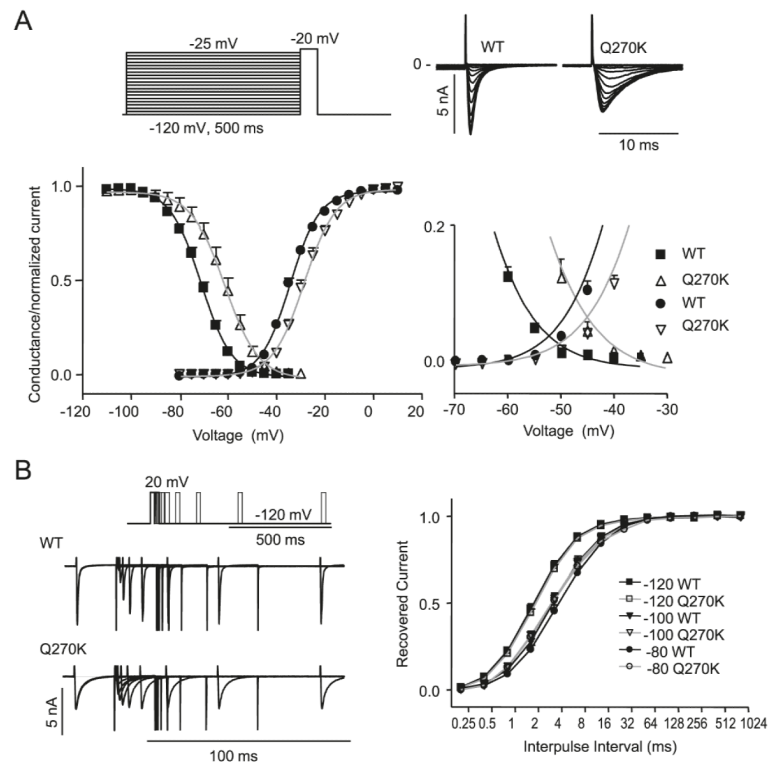 A
-25 mV
-20 mV
-120 mV, 500 ms
WT
Q270K
0 -
5 nA
10 ms
Conductance/normalized current
1.0
0.5
0.0
-120 -100 -80 -60 -40 -20 0 20
Voltage (mV)
0.2
0.0
-70 -60 -50 -40 -30
Voltage (mV)
WT
Q270K
WT
Q270K
B
20 mV
-120 mV
500 ms
WT
Q270K
5 nA
100 ms
Recovered Current
1.0
0.5
0.0
-120 WT
-120 Q270K
-100 WT
-100 Q270K
-80 WT
-80 Q270K
0.25 0.5 1 2 4 8 16 32 64 128 256 512 1024
Interpulse Interval (ms)